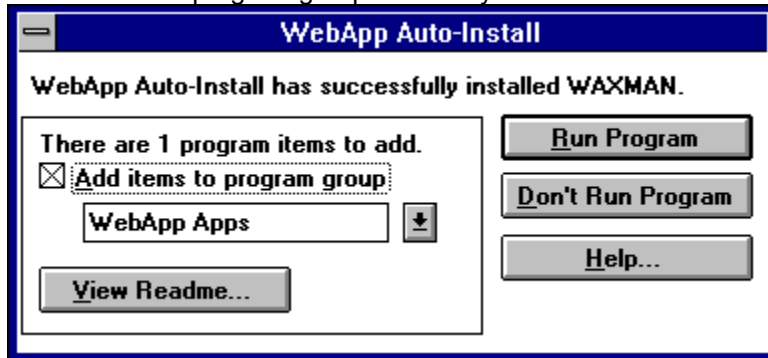 WebApp Auto-Install
WebApp Auto-Install has successfully installed WAXMAN.
There are 1 program items to add.
Add items to program group
WebApp Apps
View Readme...
Run Program
Don't Run Program
Help...